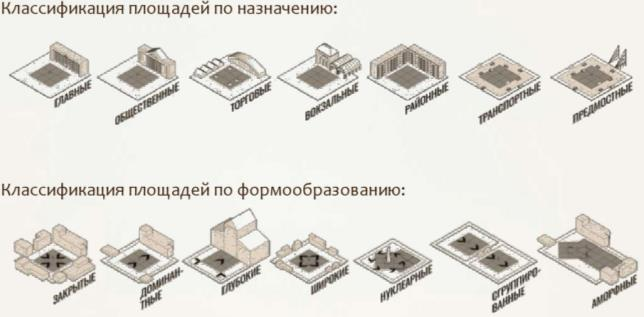 Классификация площадей по назначению:
ГЛАВНЫЕ
ОБЩЕСТВЕННЫЕ
ТОРГОВЫЕ
ВОКЗАЛЬНЫЕ
РАЙОННЫЕ
ТРАНСПОРТНЫЕ
ПРЕДМОСТНЫЕ
Классификация площадей по формообразованию:
ЗАКРЫТЫЕ
ДОМИНАН-
ТНЫЕ
ГЛУБОКИЕ
ШИРОКИЕ
НУКЛЕАРНЫЕ
СГРУППИРО-
ВАННЫЕ
АМОРФНЫЕ